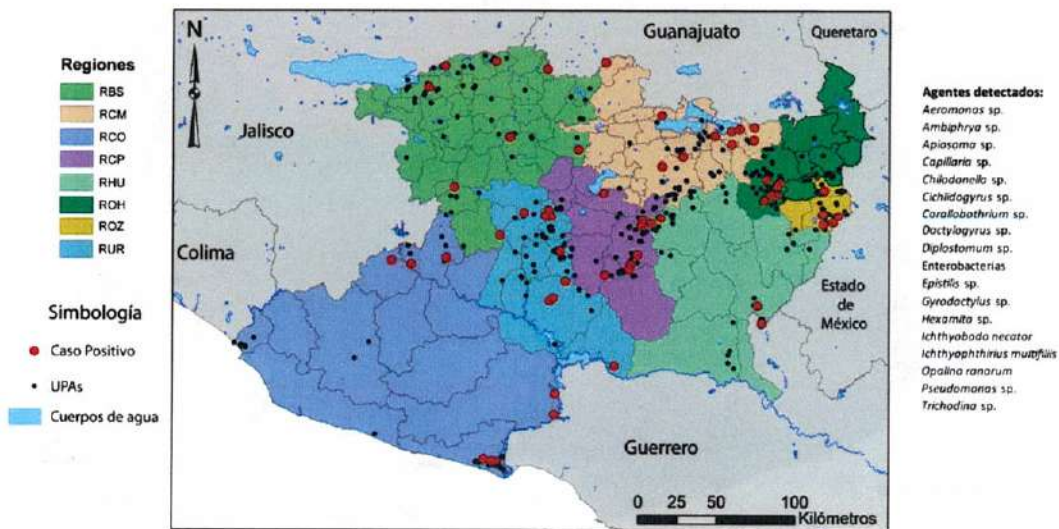 Regiones
RBS
RCM
RCO
RCP
RHU
ROH
ROZ
RUR
Simbología
Caso Positivo
UPAs
Cuerpos de agua
N
Guanajuato
Queretaro
Jalisco
Colima
Estado
de
México
Guerrero
0 25 50 100
Kilómetros
Agentes detectados:
Aeromonas sp.
Ambiphrya sp.
Apiosoma sp.
Capillaria sp.
Chilodonella sp.
Cichlidogyrus sp.
Corallobothrium sp.
Dactylogyrus sp.
Diplostomum sp.
Enterobacterias
Epistilis sp.
Gyrodactylus sp.
Hexamita sp.
Ichthyobodo necator
Ichthyophthirius multifiliis
Opalina ranarum
Pseudomonas sp.
Trichodina sp.